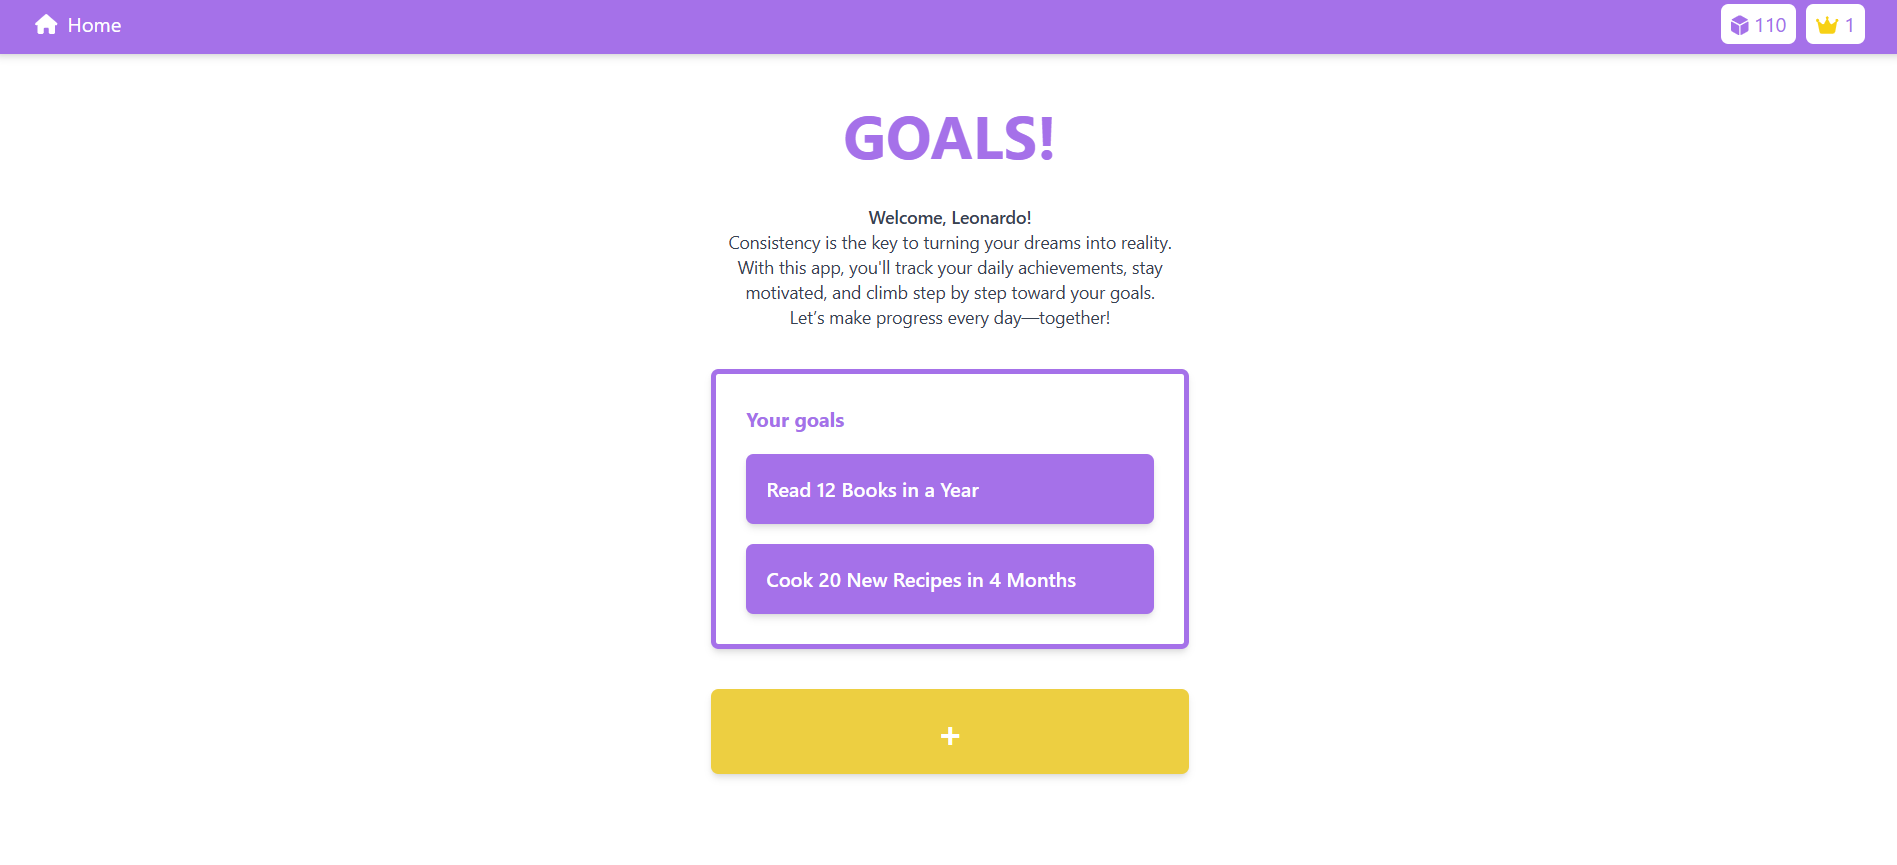 Home
110
1
GOALS!
Welcome, Leonardo!
Consistency is the key to turning your dreams into reality.
With this app, you'll track your daily achievements, stay
motivated, and climb step by step toward your goals.
Let’s make progress every day—together!
Your goals
Read 12 Books in a Year
Cook 20 New Recipes in 4 Months
+